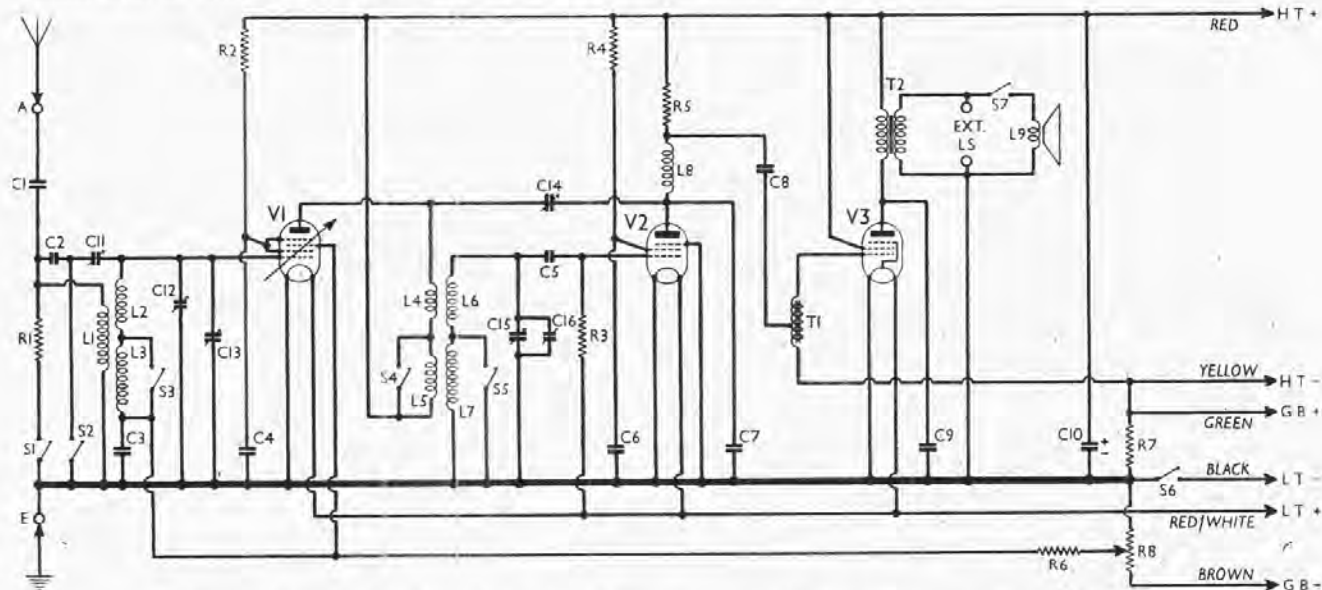 HT+
RED
R2
R4
A
T2
R5
S7
EXT.
LS
L9
C1
L8
C8
C14
V1
V2
V3
C2
C11
L2
C12
C5
L4
L6
R1
L1
L3
C13
C15
C16
R3
T1
S3
S4
L5
S5
L7
YELLOW
HT-
GB+
GREEN
S1
S2
C3
C4
C6
C7
C9
C10
+
-
R7
BLACK
LT-
S6
E
LT+
RED/WHITE
R6
R8
BROWN
GB-